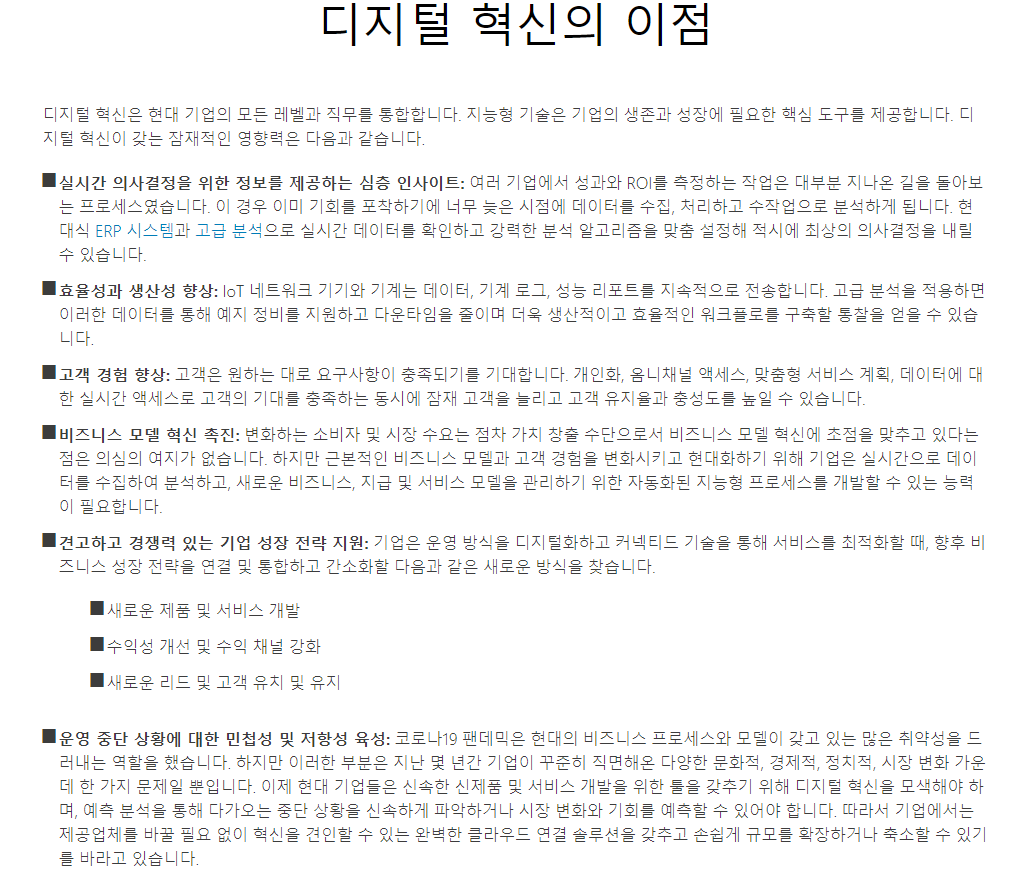 디지털 혁신의 이점
디지털 혁신은 현대 기업의 모든 레벨과 직무를 통합합니다. 지능형 기술은 기업의 생존과 성장에 필요한 핵심 도구를 제공합니다. 디
지털 혁신이 갖는 잠재적인 영향력은 다음과 같습니다.
■ 실시간 의사결정을 위한 정보를 제공하는 심층 인사이트: 여러 기업에서 성과와 ROI를 측정하는 작업은 대부분 지나온 길을 돌아보
는 프로세스였습니다. 이 경우 이미 기회를 포착하기에 너무 늦은 시점에 데이터를 수집, 처리하고 수작업으로 분석하게 됩니다. 현
대식 ERP 시스템과 고급 분석으로 실시간 데이터를 확인하고 강력한 분석 알고리즘을 맞춤 설정해 적시에 최상의 의사결정을 내릴
수 있습니다.
■ 효율성과 생산성 향상: IoT 네트워크 기기와 기계는 데이터, 기계 로그, 성능 리포트를 지속적으로 전송합니다. 고급 분석을 적용하면
이러한 데이터를 통해 예지 정비를 지원하고 다운타임을 줄이며 더욱 생산적이고 효율적인 워크플로를 구축할 통찰을 얻을 수 있습
니다.
■ 고객 경험 향상: 고객은 원하는 대로 요구사항이 충족되기를 기대합니다. 개인화, 옴니채널 액세스, 맞춤형 서비스 계획, 데이터에 대
한 실시간 액세스로 고객의 기대를 충족하는 동시에 잠재 고객을 늘리고 고객 유지율과 충성도를 높일 수 있습니다.
■ 비즈니스 모델 혁신 촉진: 변화하는 소비자 및 시장 수요는 점차 가치 창출 수단으로서 비즈니스 모델 혁신에 초점을 맞추고 있다는
점은 의심의 여지가 없습니다. 하지만 근본적인 비즈니스 모델과 고객 경험을 변화시키고 현대화하기 위해 기업은 실시간으로 데이
터를 수집하여 분석하고, 새로운 비즈니스, 지급 및 서비스 모델을 관리하기 위한 자동화된 지능형 프로세스를 개발할 수 있는 능력
이 필요합니다.
■ 견고하고 경쟁력 있는 기업 성장 전략 지원: 기업은 운영 방식을 디지털화하고 커넥티드 기술을 통해 서비스를 최적화할 때, 향후 비
즈니스 성장 전략을 연결 및 통합하고 간소화할 다음과 같은 새로운 방식을 찾습니다.
■ 새로운 제품 및 서비스 개발
■ 수익성 개선 및 수익 채널 강화
■ 새로운 리드 및 고객 유치 및 유지
■ 운영 중단 상황에 대한 민첩성 및 저항성 육성: 코로나19 팬데믹은 현대의 비즈니스 프로세스와 모델이 갖고 있는 많은 취약성을 드
러내는 역할을 했습니다. 하지만 이러한 부분은 지난 몇 년간 기업이 꾸준히 직면해온 다양한 문화적, 경제적, 정치적, 시장 변화 가운
데 한 가지 문제일 뿐입니다. 이제 현대 기업들은 신속한 신제품 및 서비스 개발을 위한 툴을 갖추기 위해 디지털 혁신을 모색해야 하
며, 예측 분석을 통해 다가오는 중단 상황을 신속하게 파악하거나 시장 변화와 기회를 예측할 수 있어야 합니다. 따라서 기업에서는
제공업체를 바꿀 필요 없이 혁신을 견인할 수 있는 완벽한 클라우드 연결 솔루션을 갖추고 손쉽게 규모를 확장하거나 축소할 수 있기
를 바라고 있습니다.